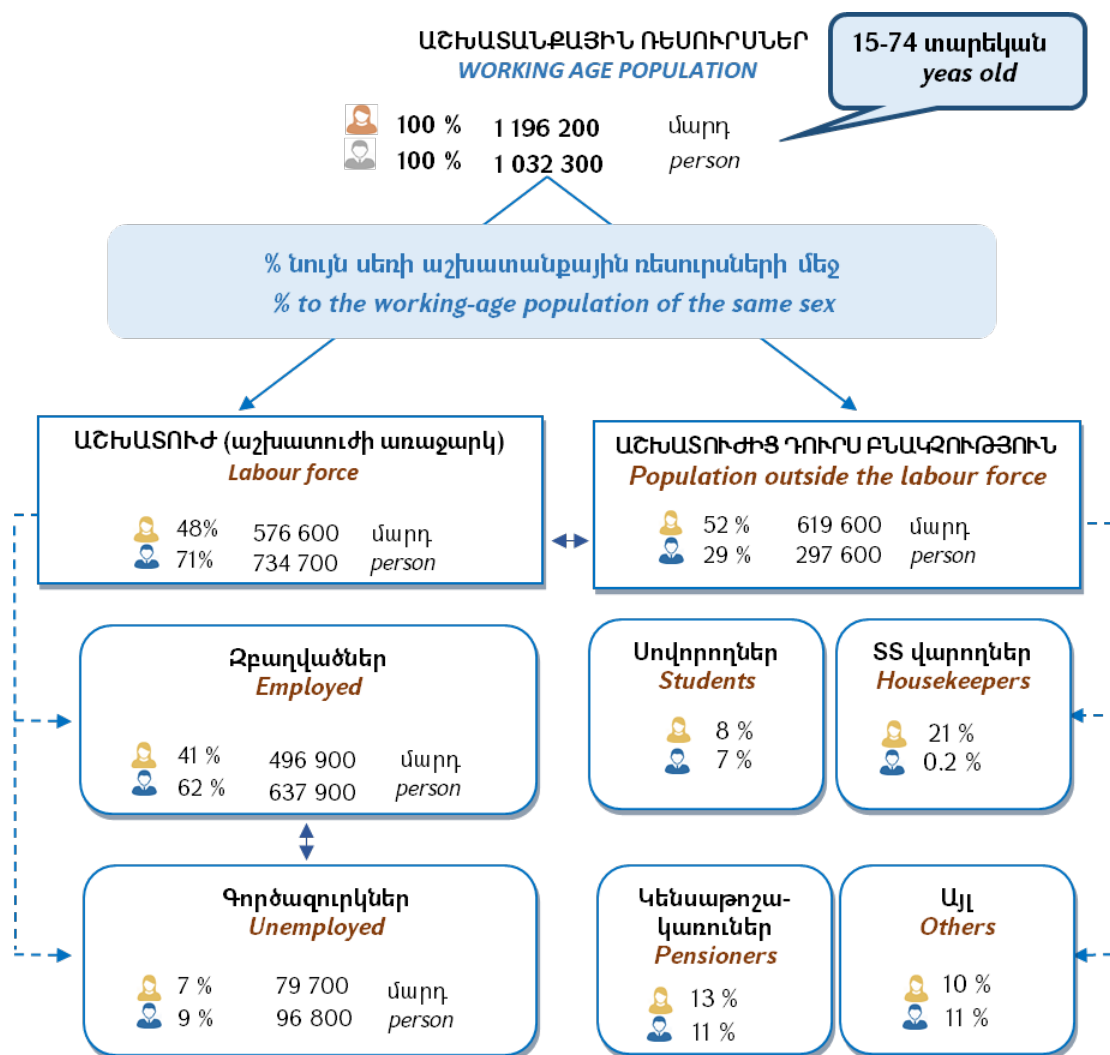 ԱՇԽԱՏԱՆՔԱՅԻՆ ՌԵՍՈՒՐՍՆԵՐ
WORKING AGE POPULATION
15-74 տարեկան
yeas old
100 % 1 196 200 մարդ
100 % 1 032 300 person
% նույն սեռի աշխատանքային ռեսուրսների մեջ
% to the working-age population of the same sex
ԱՇԽԱՏՈՒԺ (աշխատուժի առաջարկ)
Labour force
48% 576 600 մարդ
71% 734 700 person
ԱՇԽԱՏՈՒԺԻՑ ԴՈՒՐՍ ԲՆԱԿՉՈՒԹՅՈՒՆ
Population outside the labour force
52 % 619 600 մարդ
29 % 297 600 person
Զբաղվածներ
Employed
41 % 496 900 մարդ
62 % 637 900 person
Սովորողներ
Students
8 %
7 %
ՏՏ վարողներ
Housekeepers
21 %
0.2 %
Գործազուրկներ
Unemployed
7 % 79 700 մարդ
9 % 96 800 person
Կենսաթոշա-
կառուներ
Pensioners
13 %
11 %
Այլ
Others
10 %
11 %